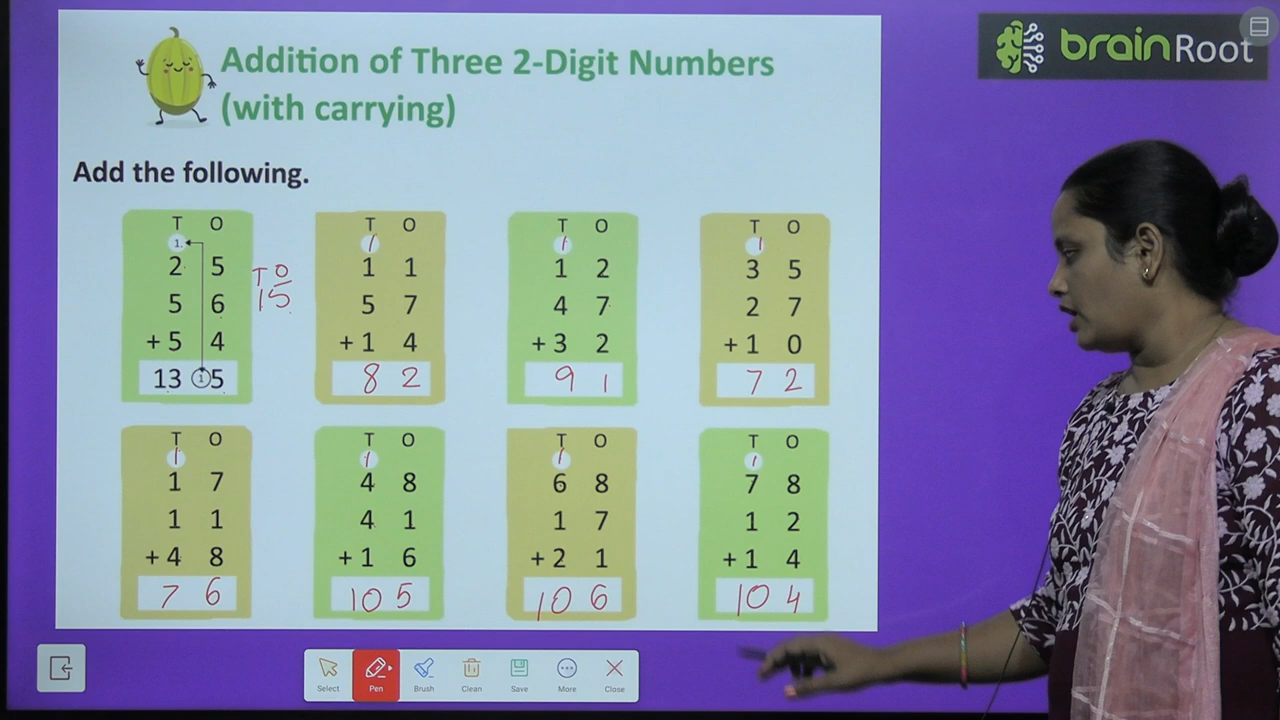 Addition of Three 2-Digit Numbers
(with carrying)
brainRoot
Add the following.
T O
1
2 5
5 6
+ 5 4
13 1 5
T O
15
T O
1
1 1
5 7
+ 1 4
8 2
T O
1
1 2
4 7
+ 3 2
9 1
T O
1
3 5
2 7
+ 1 0
7 2
T O
1
1 7
1 1
+ 4 8
7 6
T O
1
4 8
4 1
+ 1 6
10 5
T O
1
6 8
1 7
+ 2 1
10 6
T O
1
7 8
1 2
+ 1 4
10 4
Select Pen Brush Clean Save More Close